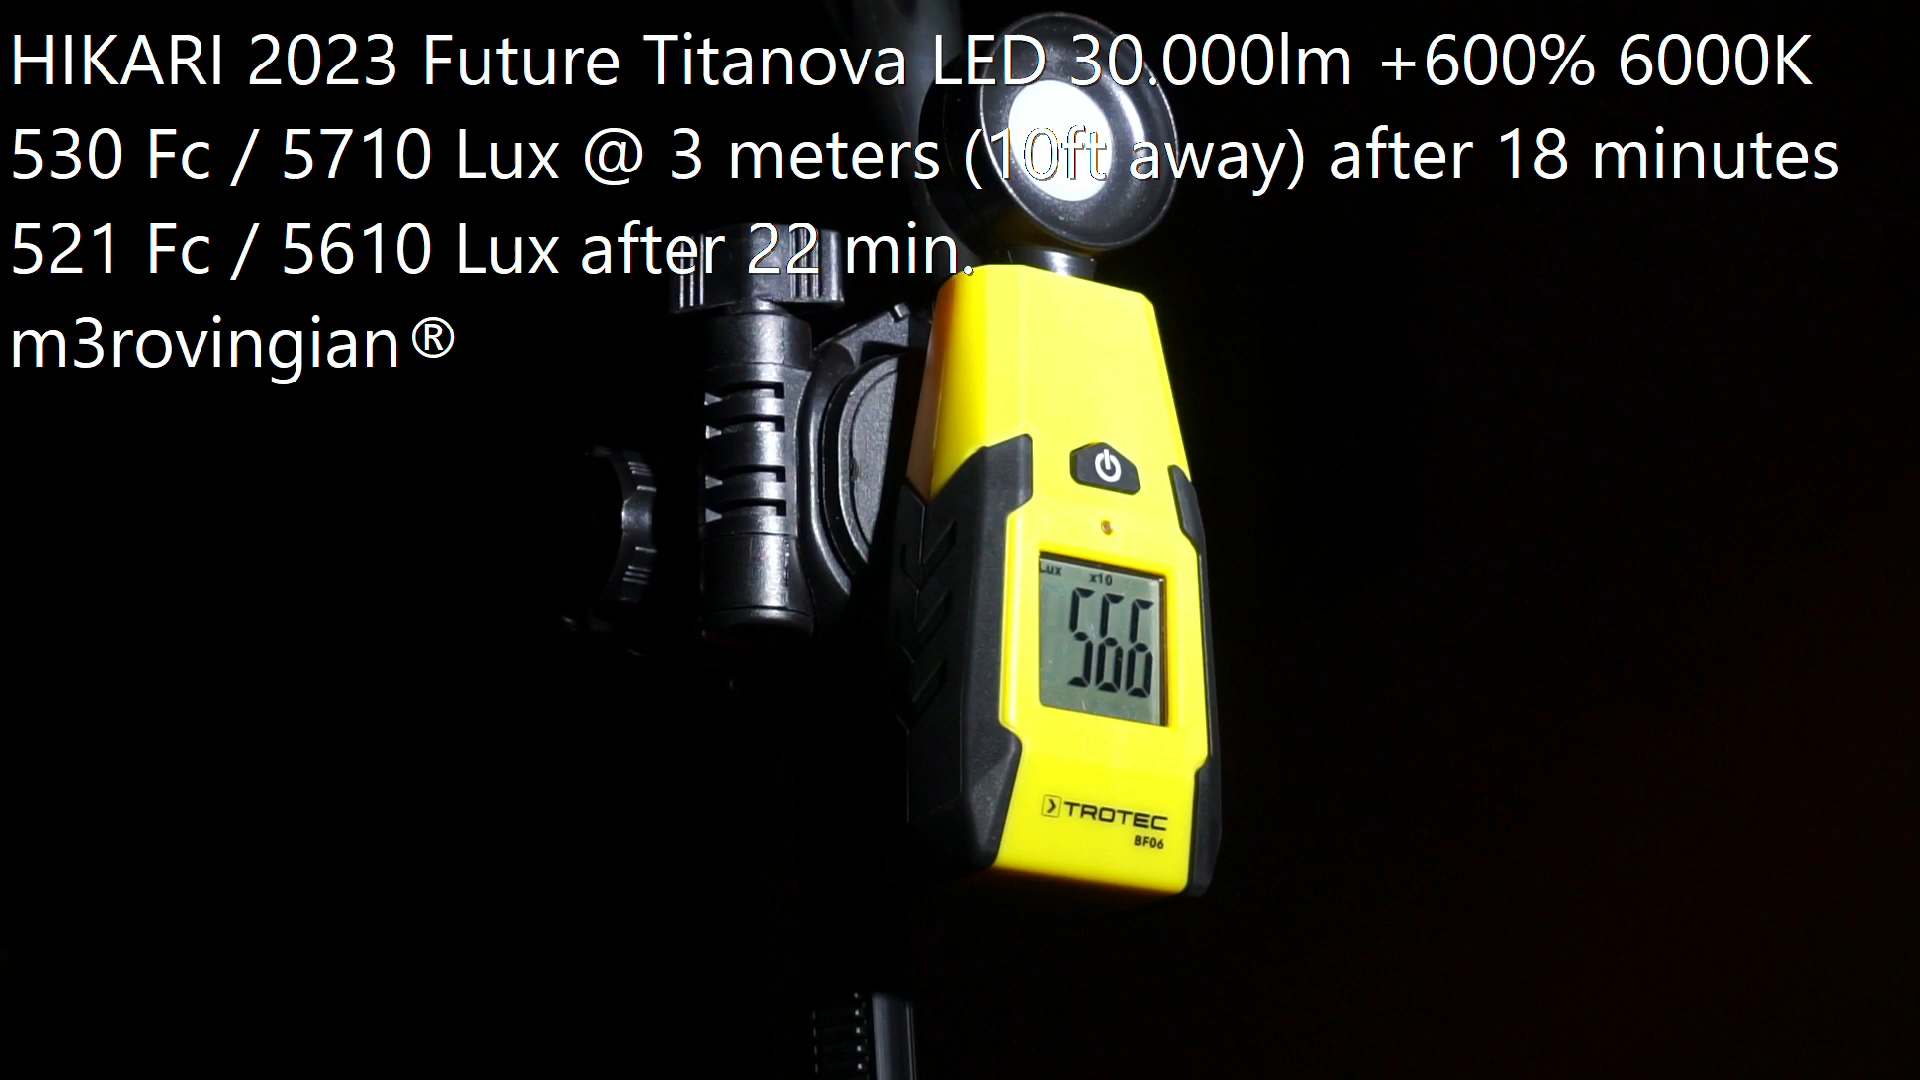 HIKARI 2023 Future Titanova LED 30.000lm +600% 6000K
530 Fc / 5710 Lux @ 3 meters (10ft away) after 18 minutes
521 Fc / 5610 Lux after 22 min.
m3rovingian®
Lux x10
566
TROTEC
BF06